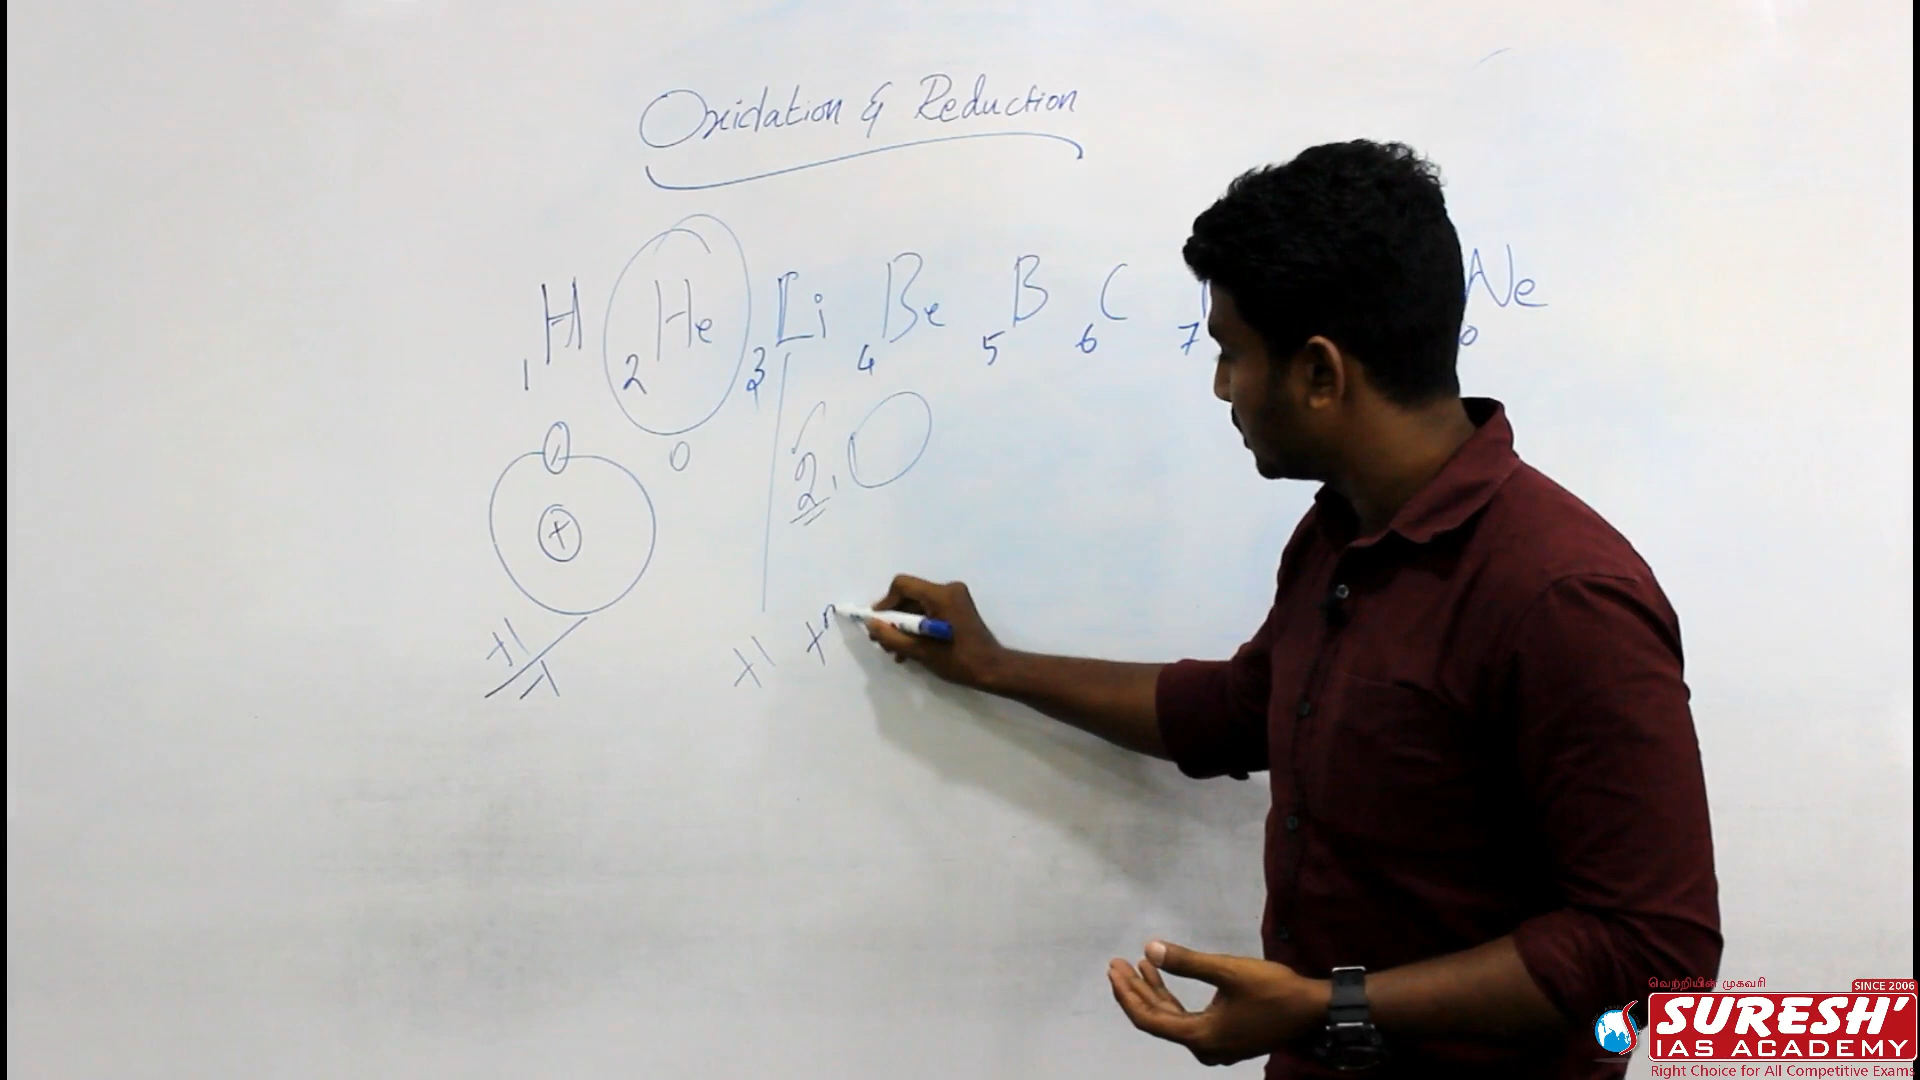 Oxidation & Reduction
1H 2He 3Li 4Be 5B 6C 7 Ne
0
2,
+1
-1
+1 +
வெற்றியின் முகவரி
SINCE 2006
SURESH'
IAS ACADEMY
Right Choice for All Competitive Exams